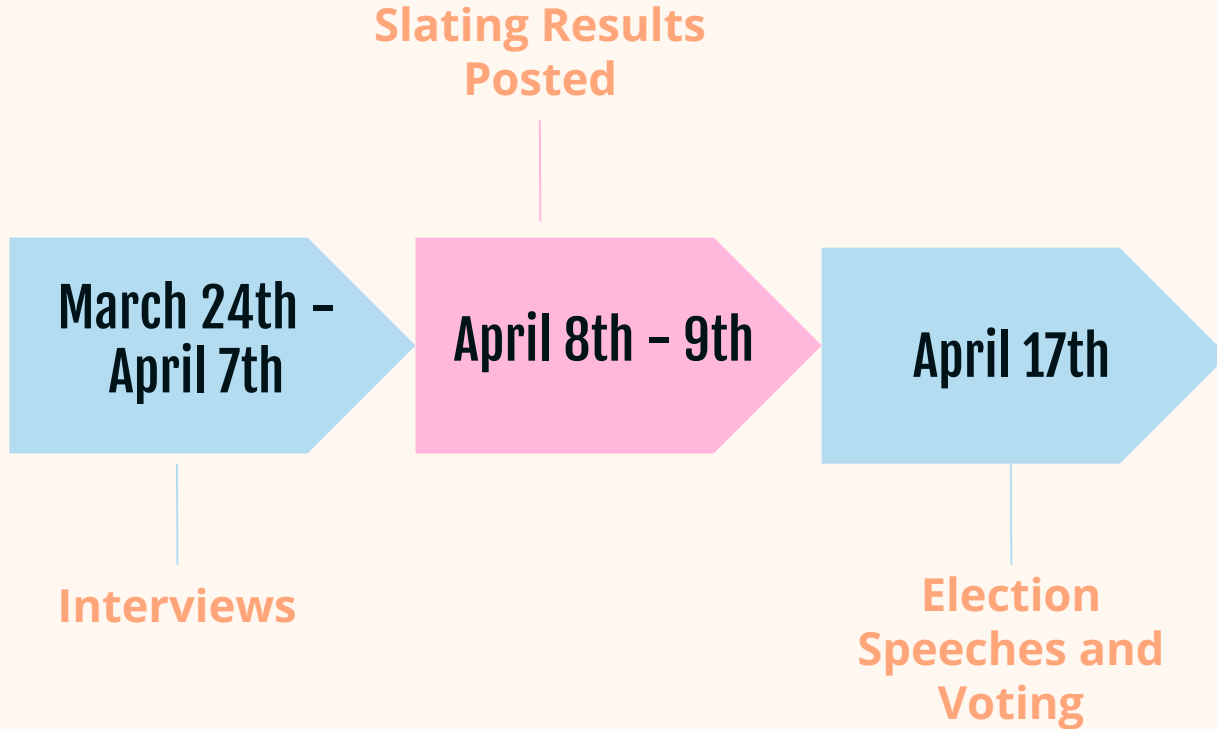 Slating Results
Posted
March 24th –
April 7th
April 8th – 9th
April 17th
Interviews
Election
Speeches and
Voting